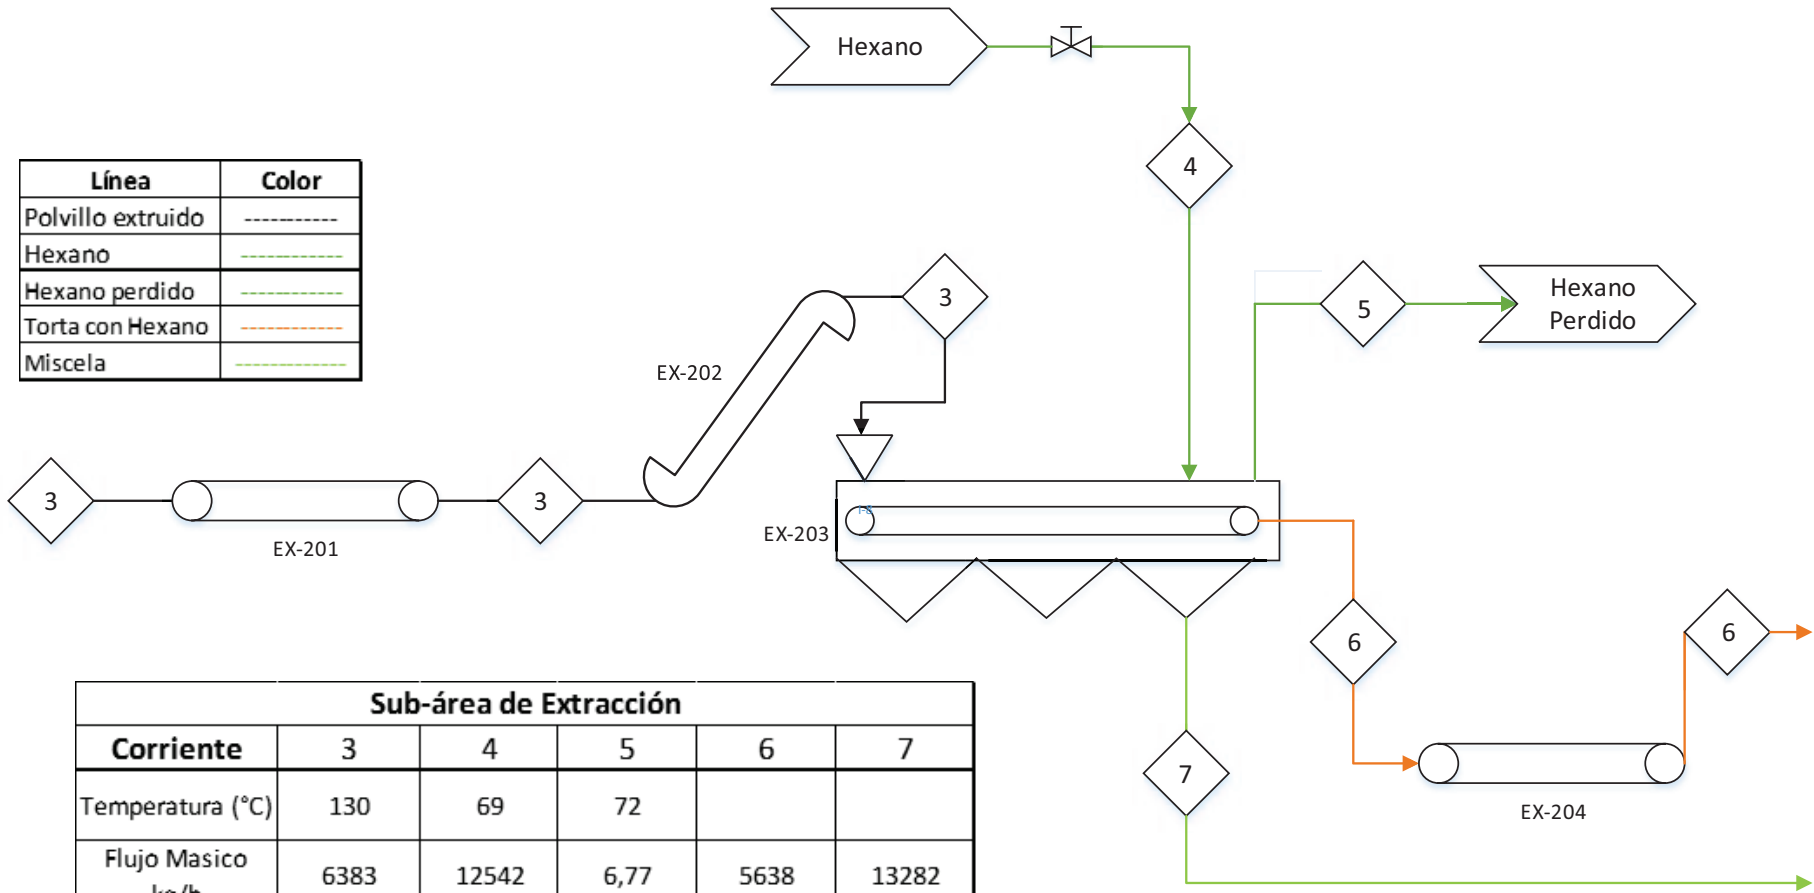 Hexano
4
Línea Color
Polvillo extruido -----------
Hexano ------------
Hexano perdido ------------
Torta con Hexano ------------
Miscela -------------
3
5
Hexano
Perdido
EX-202
3
3
EX-201
EX-203
6
6
7
EX-204
Sub-área de Extracción
Corriente 3 4 5 6 7
Temperatura (°C) 130 69 72
Flujo Masico
kg/h 6383 12542 6,77 5638 13282